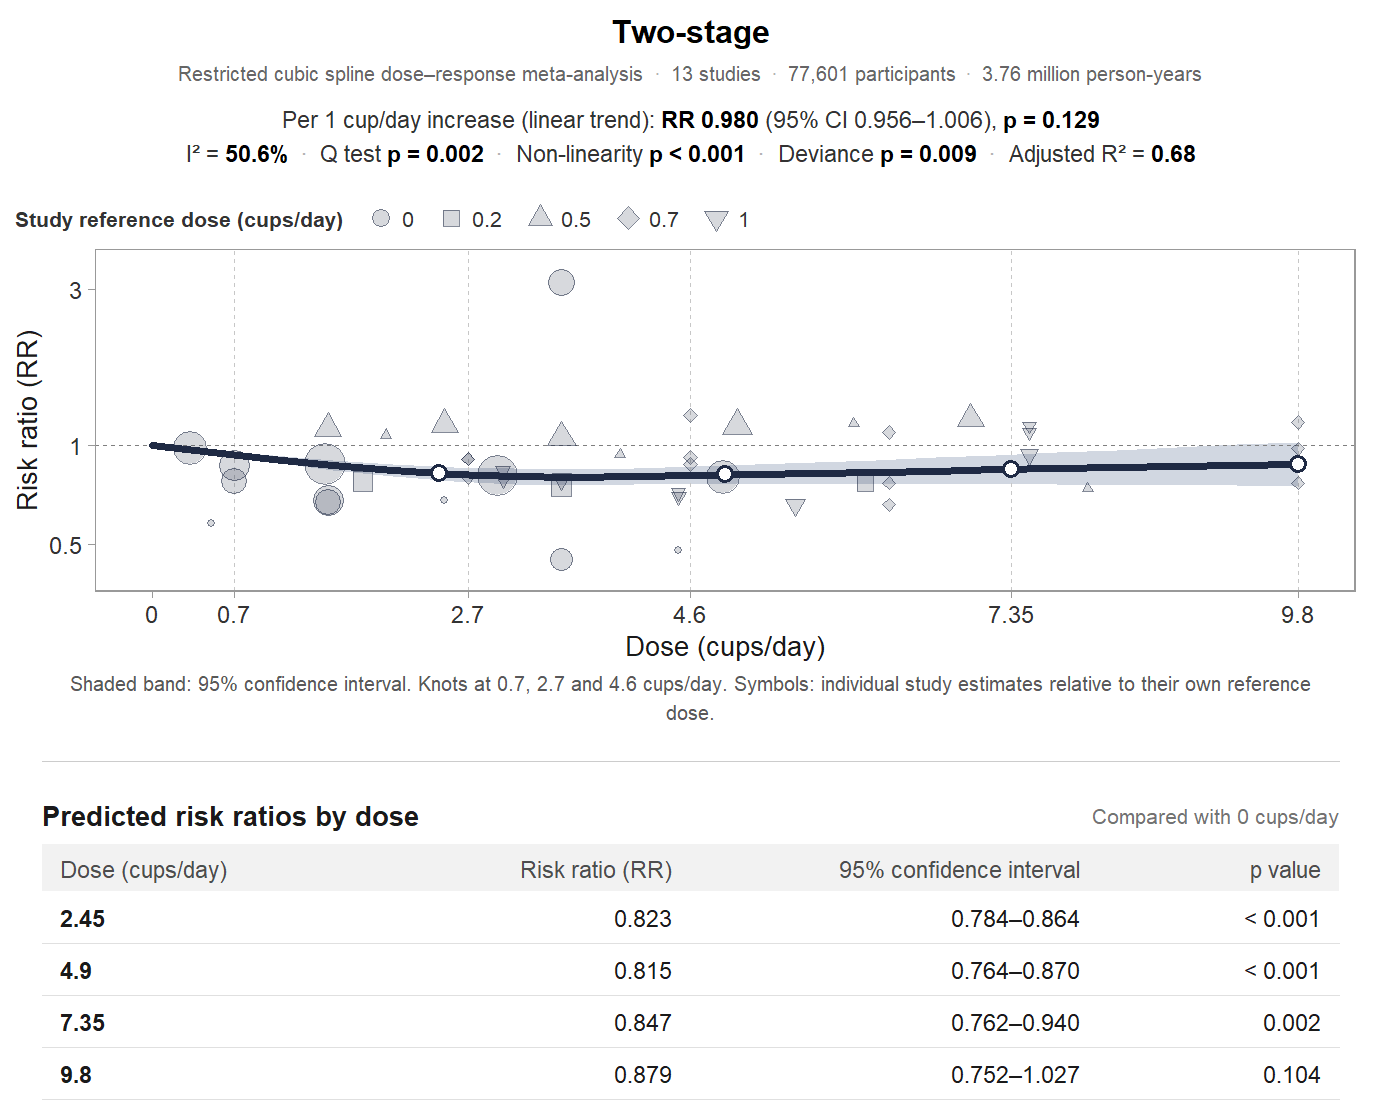 Two-stage
Restricted cubic spline dose–response meta-analysis · 13 studies · 77,601 participants · 3.76 million person-years
Per 1 cup/day increase (linear trend): RR 0.980 (95% CI 0.956–1.006), p = 0.129
I² = 50.6% · Q test p = 0.002 · Non-linearity p < 0.001 · Deviance p = 0.009 · Adjusted R² = 0.68
Study reference dose (cups/day) 0 0.2 0.5 0.7 1
Risk ratio (RR)
3
1
0.5
0 0.7 2.7 4.6 7.35 9.8
Dose (cups/day)
Shaded band: 95% confidence interval. Knots at 0.7, 2.7 and 4.6 cups/day. Symbols: individual study estimates relative to their own reference
dose.
Predicted risk ratios by dose Compared with 0 cups/day
Dose (cups/day) Risk ratio (RR) 95% confidence interval p value
2.45 0.823 0.784–0.864 < 0.001
4.9 0.815 0.764–0.870 < 0.001
7.35 0.847 0.762–0.940 0.002
9.8 0.879 0.752–1.027 0.104